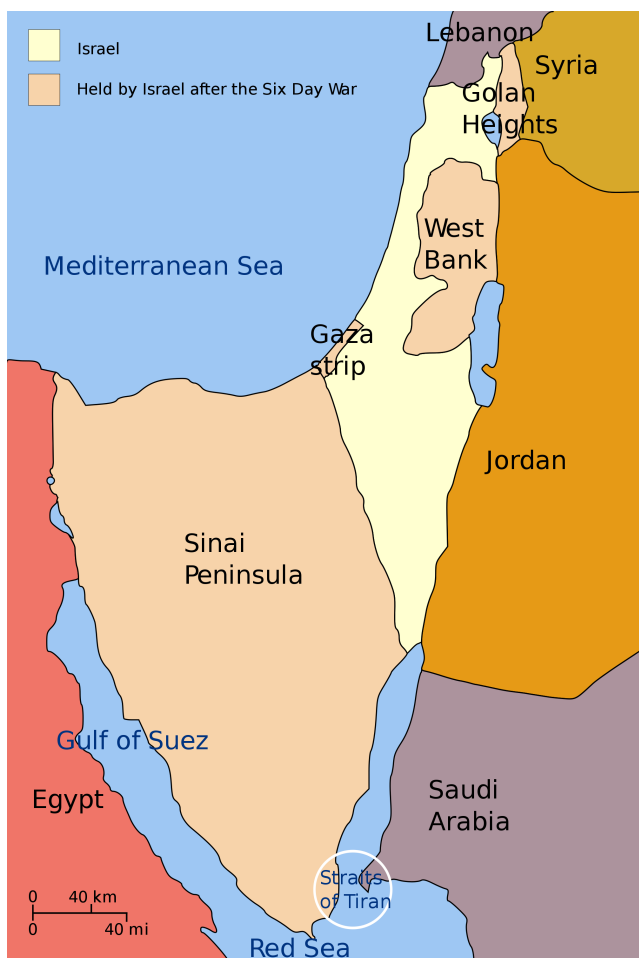 Israel
Held by Israel after the Six Day War
Lebanon
Syria
Golan
Heights
West
Bank
Mediterranean Sea
Gaza
strip
Jordan
Sinai
Peninsula
Gulf of Suez
Egypt
Saudi
Arabia
Straits
of Tiran
0 40 km
0 40 mi
Red Sea